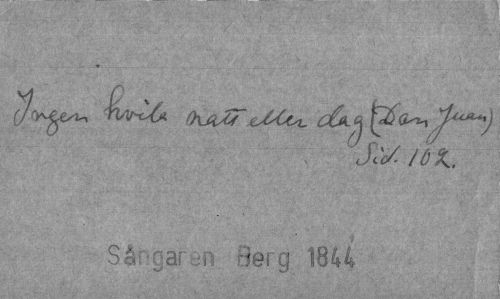 Ingen hvila natt eller dag (Don Juan)
Sid. 102.
Sångaren Berg 1844